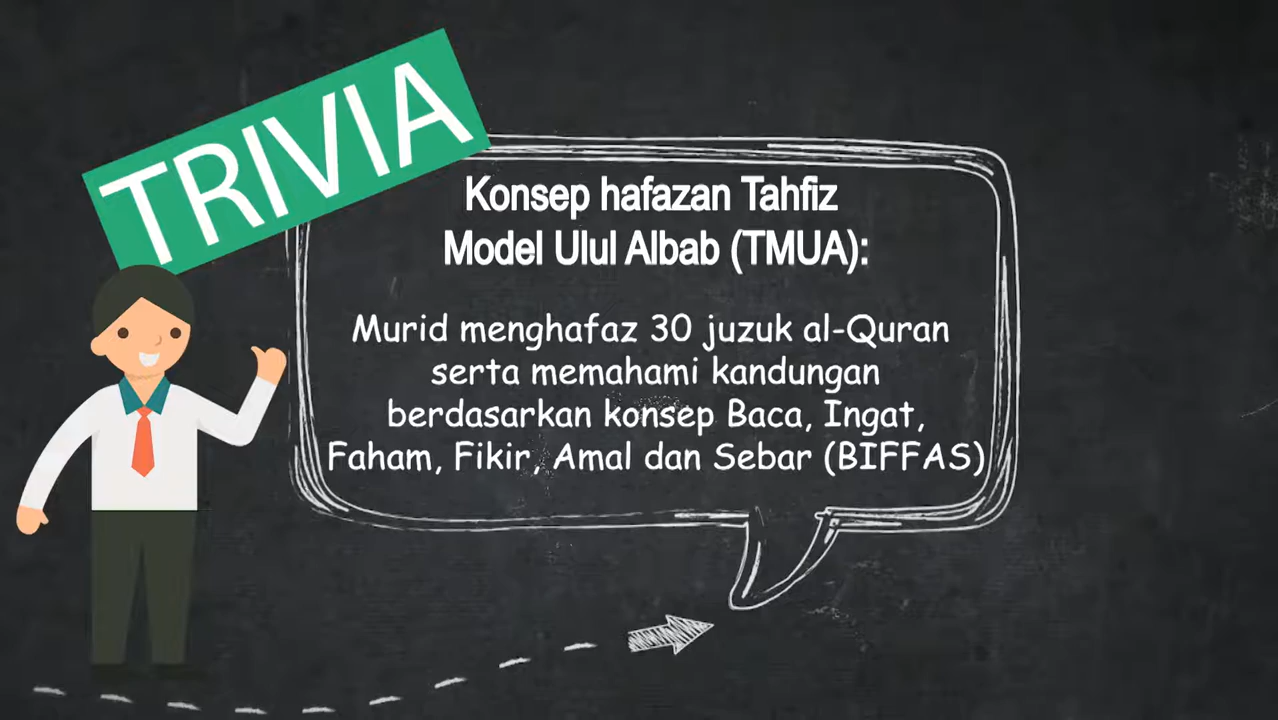 TRIVIA
Konsep hafazan Tahfiz
Model Ulul Albab (TMUA):
Murid menghafaz 30 juzuk al-Quran
serta memahami kandungan
berdasarkan konsep Baca, Ingat,
Faham, Fikir, Amal dan Sebar (BIFFAS)